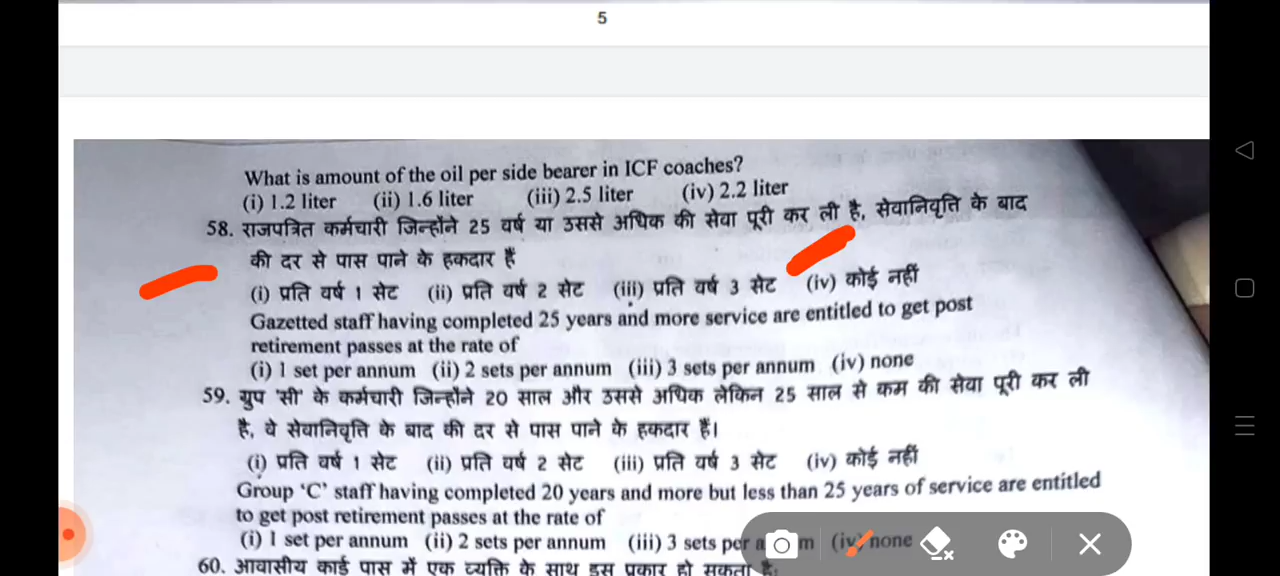 5
What is amount of the oil per side bearer in ICF coaches?
(i) 1.2 liter (ii) 1.6 liter (iii) 2.5 liter (iv) 2.2 liter
58. राजपत्रित कर्मचारी जिन्होंने 25 वर्ष या उससे अधिक की सेवा पूरी कर ली है, सेवानिवृति के बाद
की दर से पास पाने के हकदार हैं
(i) प्रति वर्ष 1 सेट (ii) प्रति वर्ष 2 सेट (iii) प्रति वर्ष 3 सेट (iv) कोई नहीं
Gazetted staff having completed 25 years and more service are entitled to get post
retirement passes at the rate of
(i) 1 set per annum (ii) 2 sets per annum (iii) 3 sets per annum (iv) none
59. ग्रुप 'सी' के कर्मचारी जिन्होंने 20 साल और उससे अधिक लेकिन 25 साल से कम की सेवा पूरी कर ली
है, वे सेवानिवृति के बाद की दर से पास पाने के हकदार हैं।
(i) प्रति वर्ष 1 सेट (ii) प्रति वर्ष 2 सेट (iii) प्रति वर्ष 3 सेट (iv) कोई नहीं
Group 'C' staff having completed 20 years and more but less than 25 years of service are entitled
to get post retirement passes at the rate of
(i) 1 set per annum (ii) 2 sets per annum (iii) 3 sets per (iv) none
60. आवासीय कार्ड पास में एक व्यक्ति के साथ इस प्रकार हो सकता है: